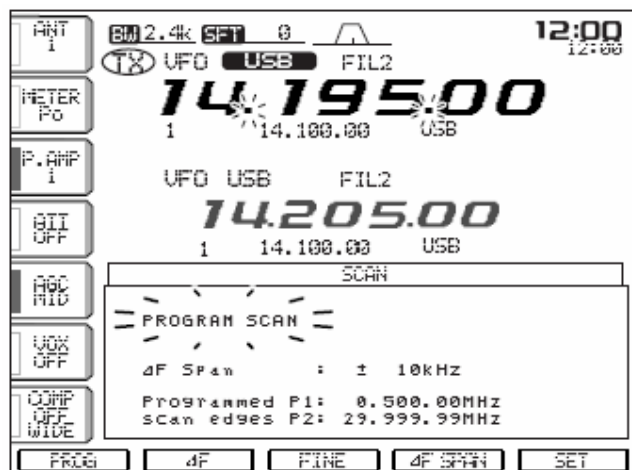 ANT
1
BW 2.4k SFT 0
12:00
12:00
TX VFO USB FIL2
METER
Po
14.195.00
1 14.100.00 USB
P.AMP
1
VFO USB FIL2
ATT
OFF
14.205.00
1 14.100.00 USB
SCAN
AGC
MID
PROGRAM SCAN
VOX
OFF
ΔF Span : ± 10kHz
COMP
OFF
WIDE
Programmed P1: 0.500.00MHz
scan edges P2: 29.999.99MHz
PROG ΔF FINE ΔF SPAN SET